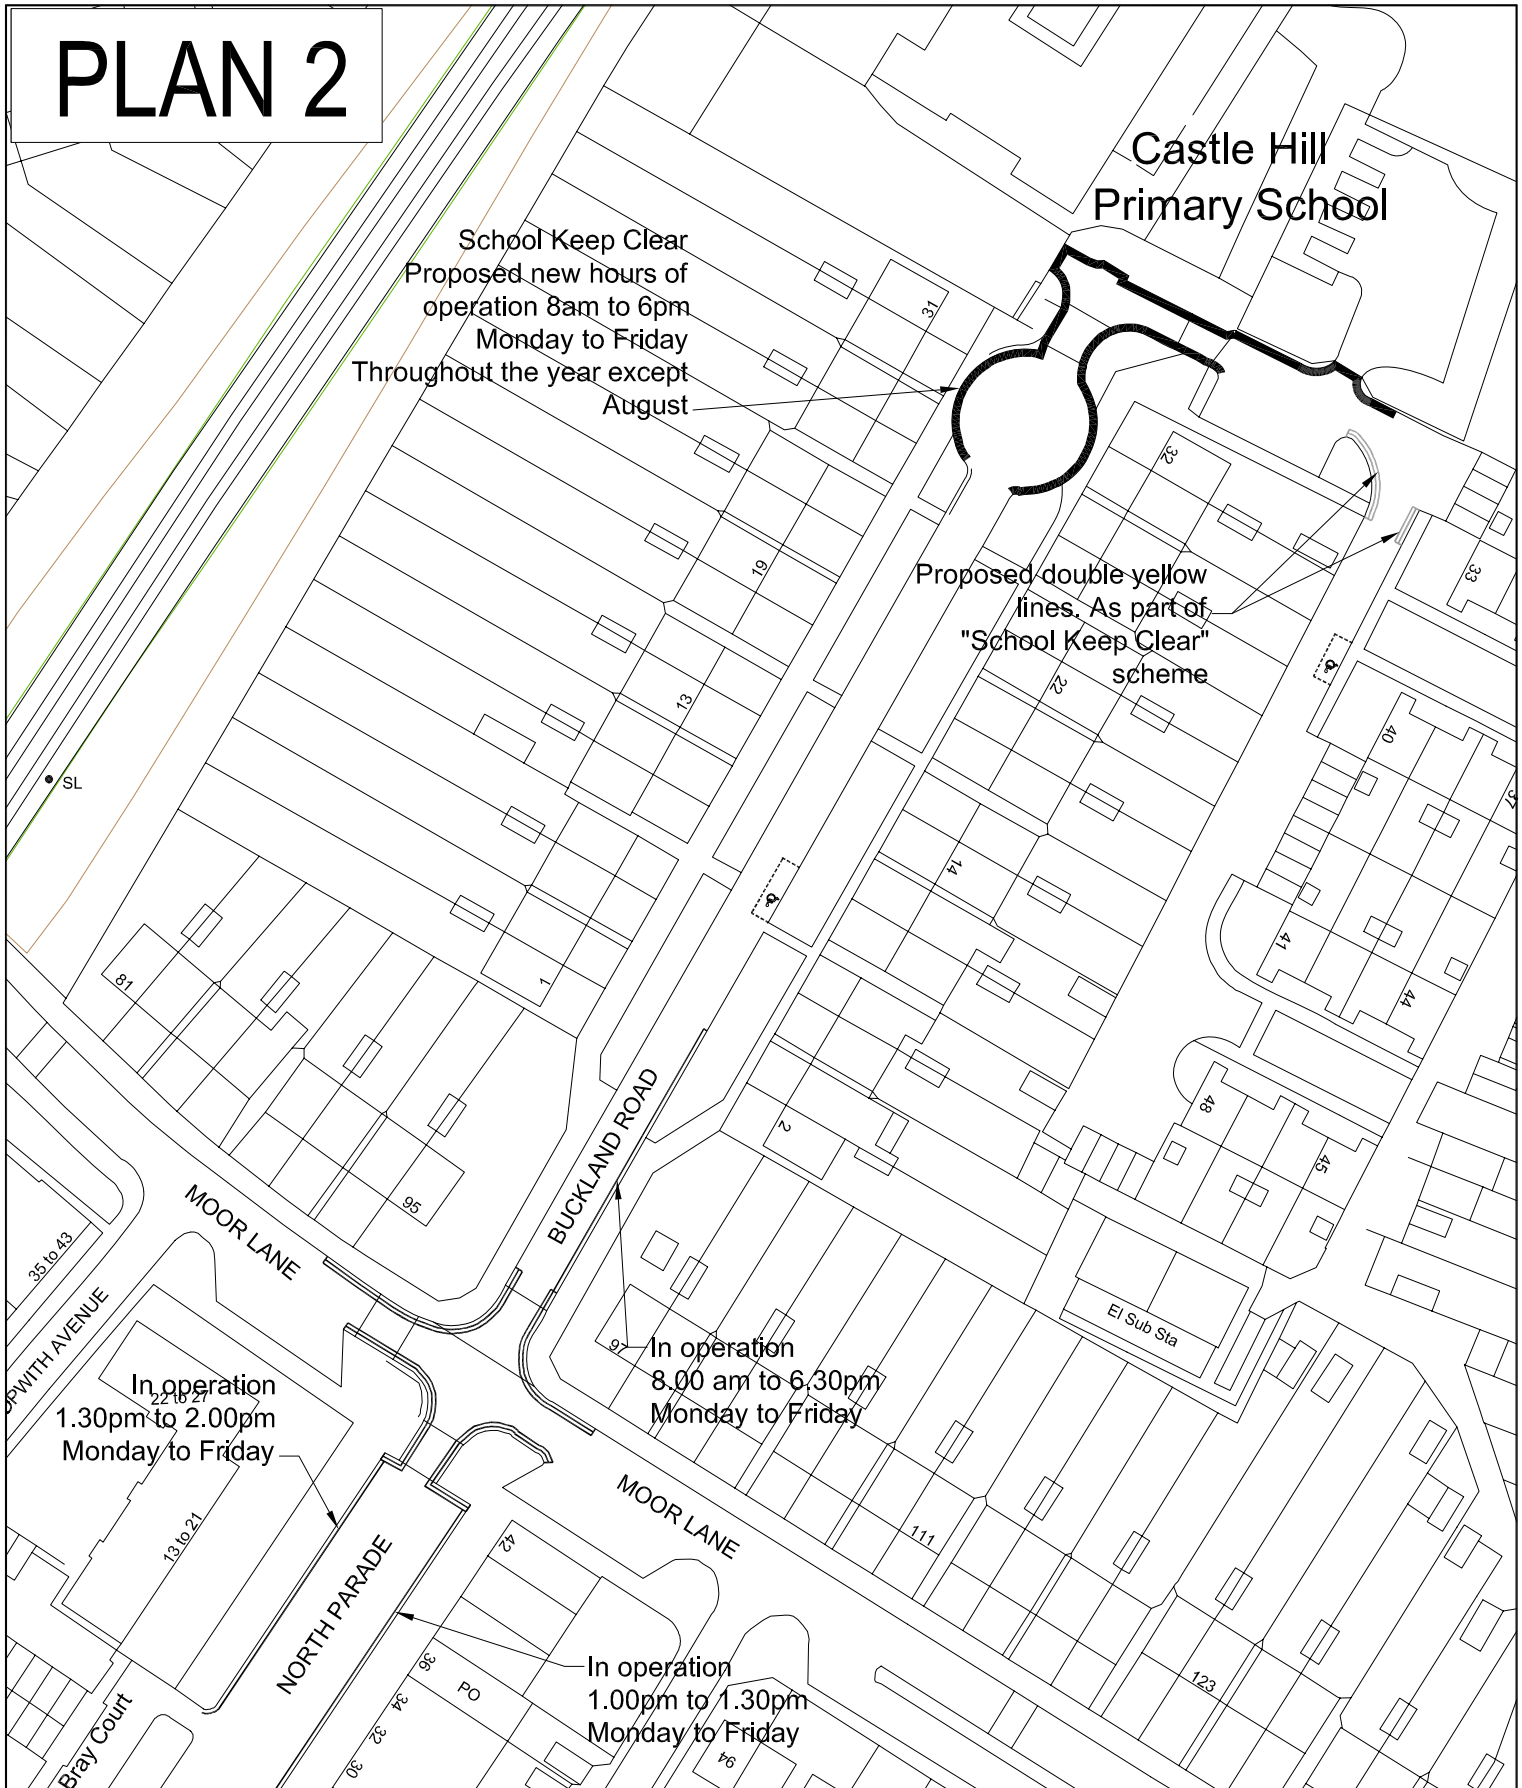 PLAN 2
Castle Hill
Primary School
School Keep Clear
Proposed new hours of
operation 8am to 6pm
Monday to Friday
Throughout the year except
August
31
32
19
33
Proposed double yellow
lines. As part of
"School Keep Clear"
scheme
13
22
40
37
SL
14
41
44
81
1
2
48
45
BUCKLAND ROAD
95
MOOR LANE
35 to 43
OPWITH AVENUE
El Sub Sta
97
In operation
8.00 am to 6.30pm
Monday to Friday
In operation
1.30pm to 2.00pm
Monday to Friday
22 to 27
13 to 21
MOOR LANE
111
42
NORTH PARADE
36
34
32
30
PO
In operation
1.00pm to 1.30pm
Monday to Friday
123
94
Bray Court